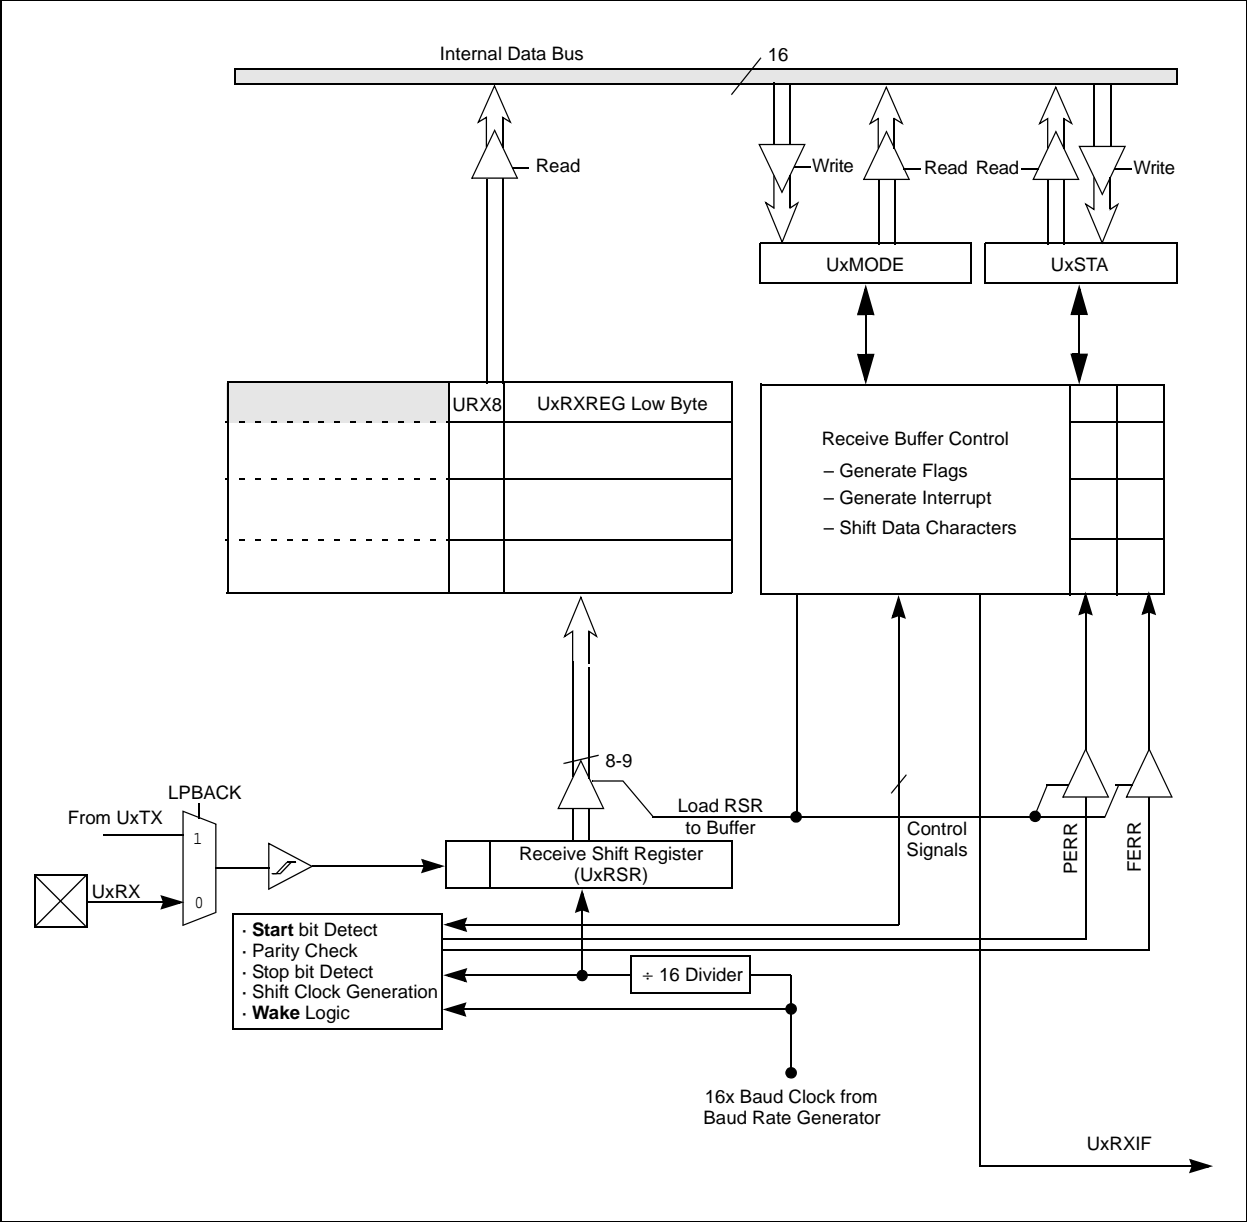 Internal Data Bus
16
Read
Write
Read
Read
Write
UxMODE
UxSTA
URX8
UxRXREG Low Byte
Receive Buffer Control
– Generate Flags
– Generate Interrupt
– Shift Data Characters
8-9
LPBACK
From UxTX
1
Load RSR
to Buffer
Control
Signals
PERR
FERR
Receive Shift Register
(UxRSR)
UxRX
0
· Start bit Detect
· Parity Check
· Stop bit Detect
· Shift Clock Generation
· Wake Logic
÷ 16 Divider
16x Baud Clock from
Baud Rate Generator
UxRXIF